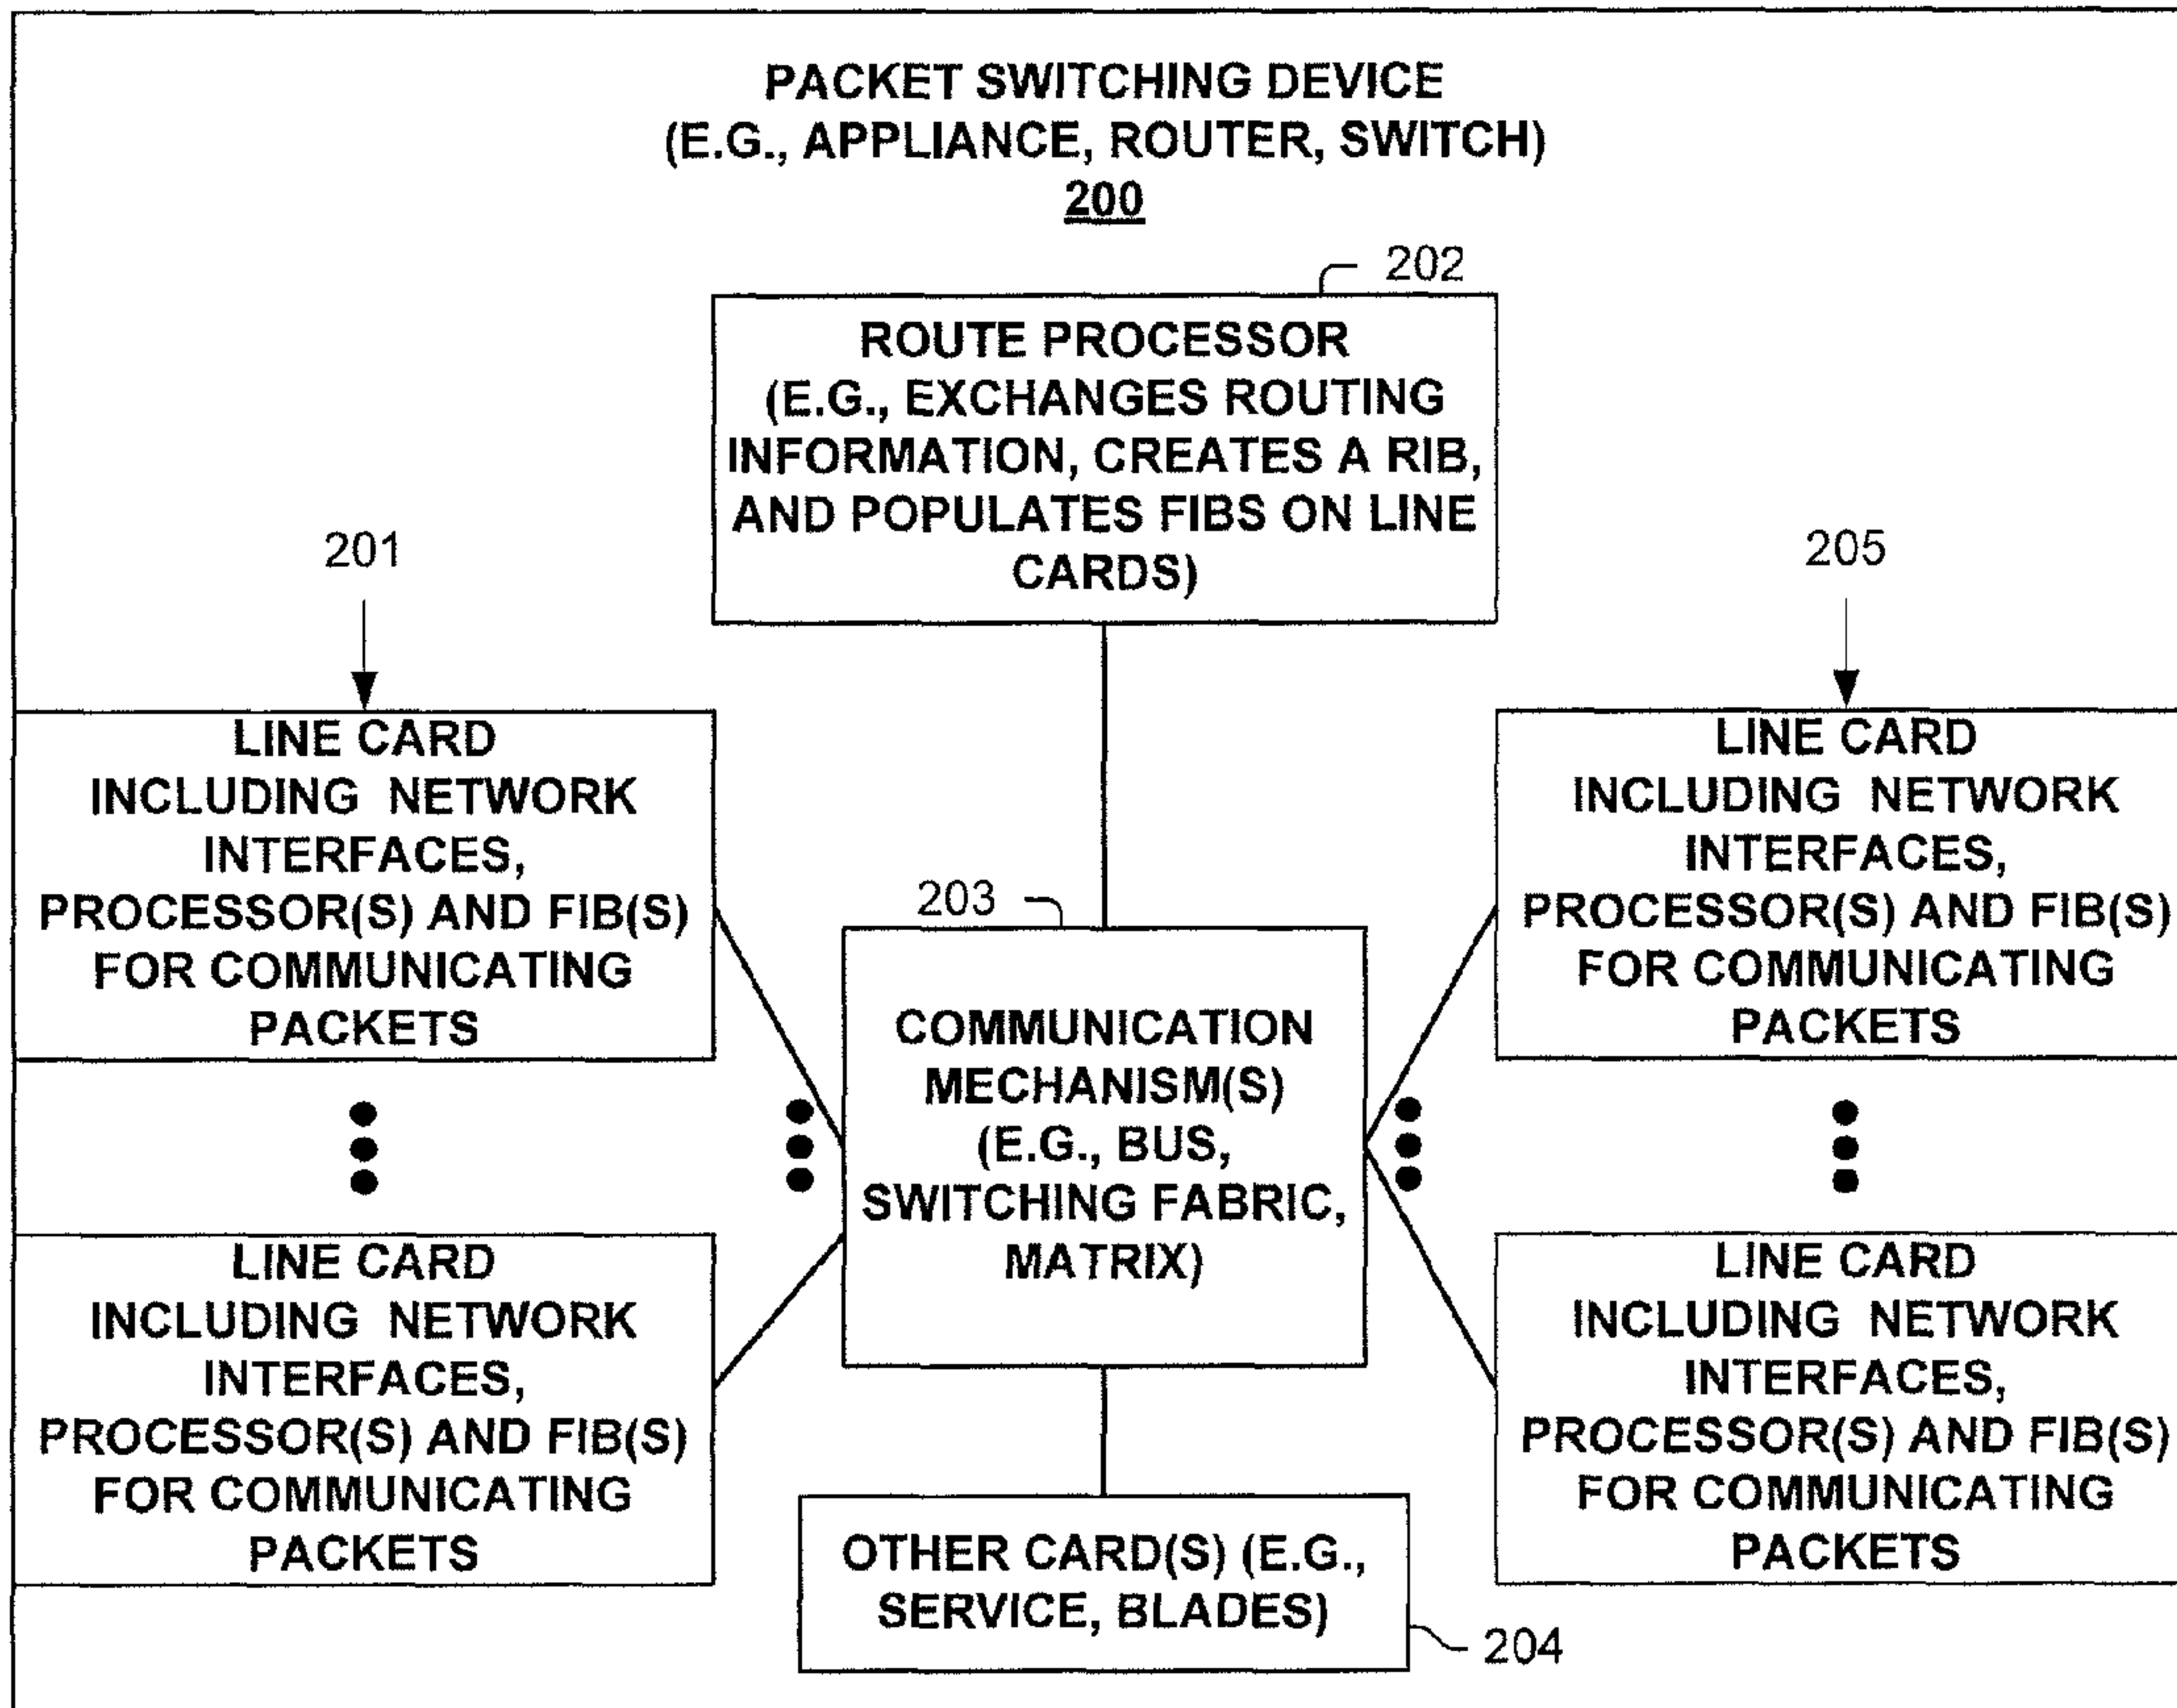 PACKET SWITCHING DEVICE
(E.G., APPLIANCE, ROUTER, SWITCH)
200
202
ROUTE PROCESSOR
(E.G., EXCHANGES ROUTING
INFORMATION, CREATES A RIB,
AND POPULATES FIBS ON LINE
CARDS)
201
LINE CARD
INCLUDING NETWORK
INTERFACES,
PROCESSOR(S) AND FIB(S)
FOR COMMUNICATING
PACKETS
205
LINE CARD
INCLUDING NETWORK
INTERFACES,
PROCESSOR(S) AND FIB(S)
FOR COMMUNICATING
PACKETS
203
COMMUNICATION
MECHANISM(S)
(E.G., BUS,
SWITCHING FABRIC,
MATRIX)
LINE CARD
INCLUDING NETWORK
INTERFACES,
PROCESSOR(S) AND FIB(S)
FOR COMMUNICATING
PACKETS
LINE CARD
INCLUDING NETWORK
INTERFACES,
PROCESSOR(S) AND FIB(S)
FOR COMMUNICATING
PACKETS
OTHER CARD(S) (E.G.,
SERVICE, BLADES)
204